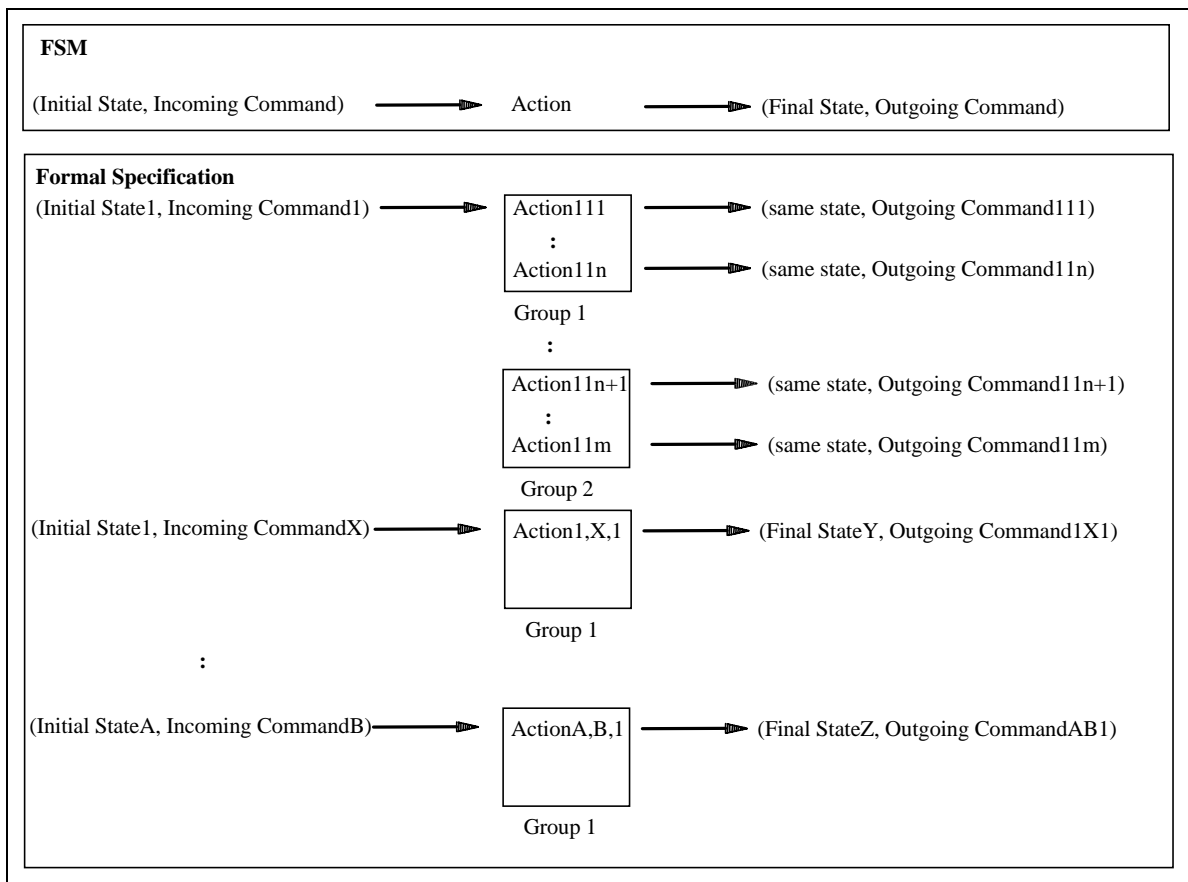 FSM
(Initial State, Incoming Command) Action (Final State, Outgoing Command)
Formal Specification
(Initial State1, Incoming Command1) Action111 (same state, Outgoing Command111)
:
Action11n (same state, Outgoing Command11n)
Group 1
:
Action11n+1 (same state, Outgoing Command11n+1)
:
Action11m (same state, Outgoing Command11m)
Group 2
(Initial State1, Incoming CommandX) Action1,X,1 (Final StateY, Outgoing Command1X1)
Group 1
:
(Initial StateA, Incoming CommandB) ActionA,B,1 (Final StateZ, Outgoing CommandAB1)
Group 1